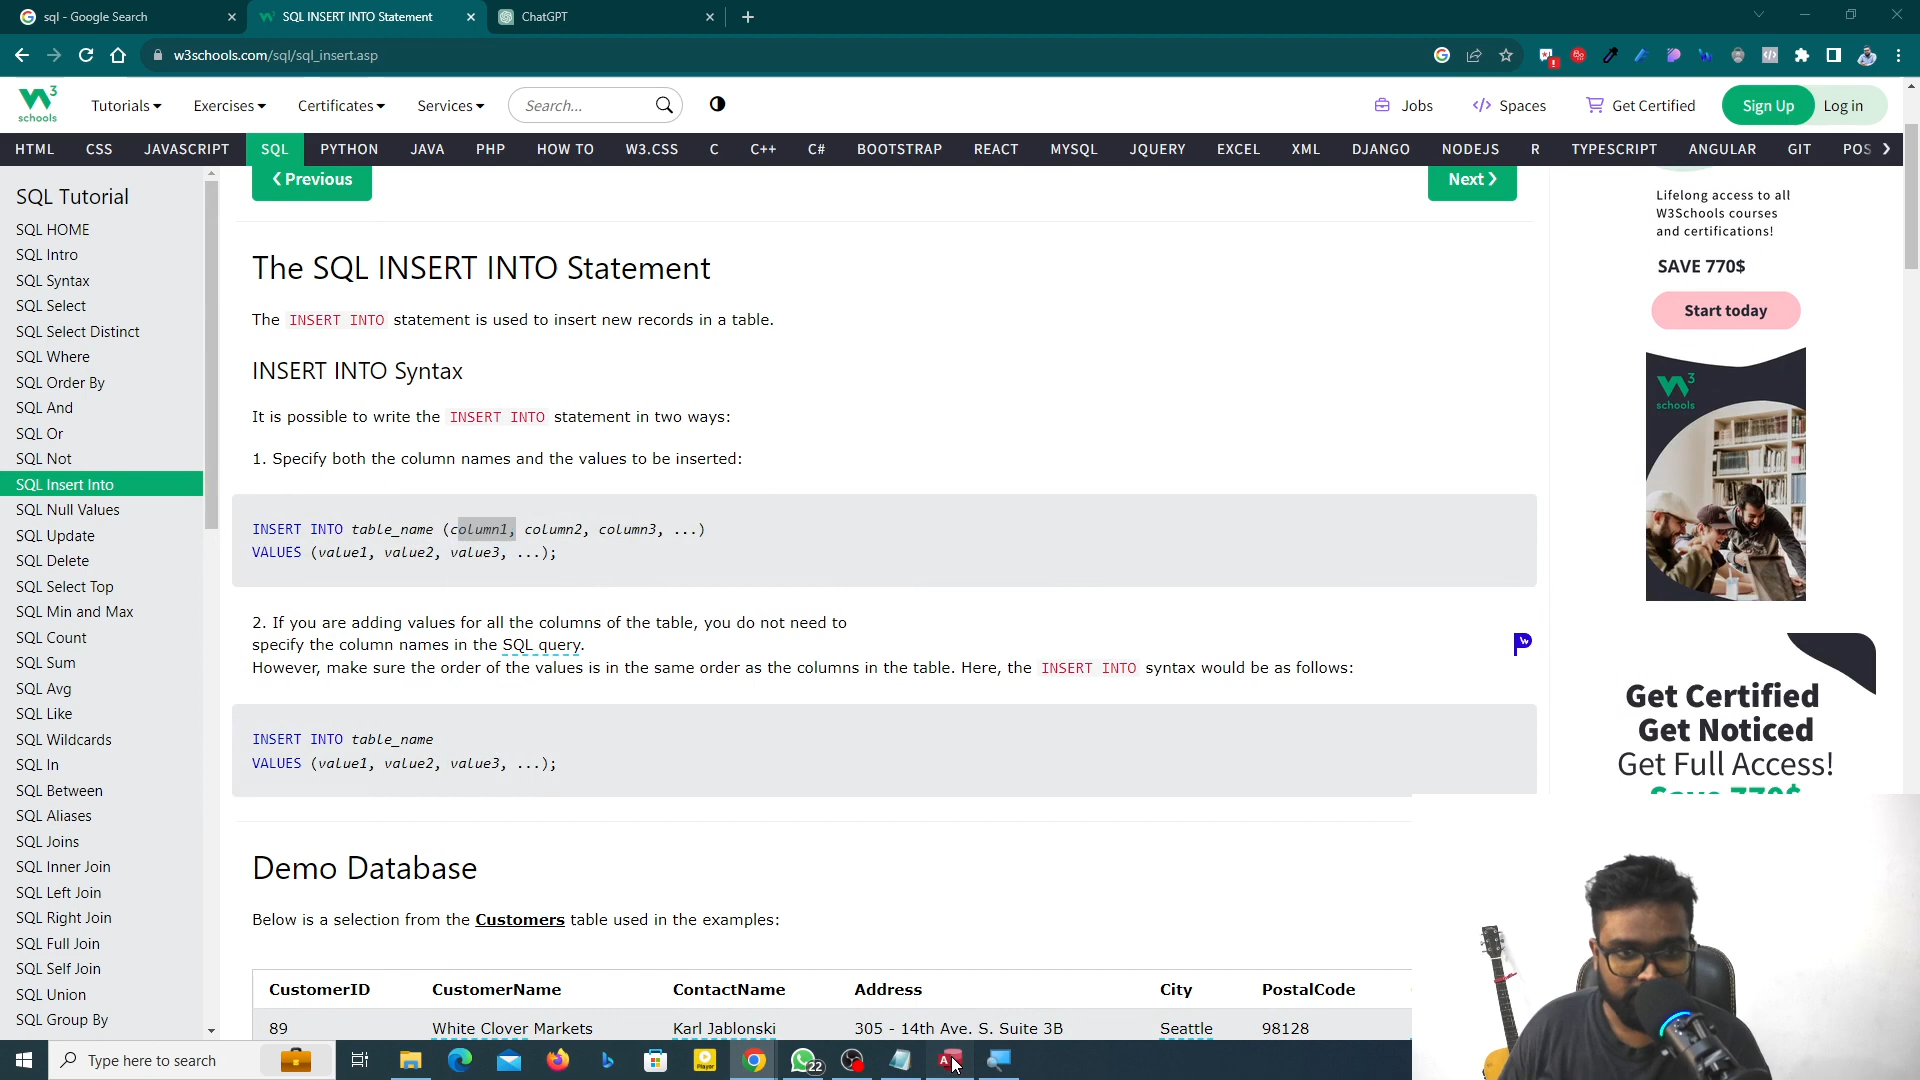 sql - Google Search
SQL INSERT INTO Statement
ChatGPT
w3schools.com/sql/sql_insert.asp
3
schools
Tutorials
Exercises
Certificates
Services
Search...
Jobs
Spaces
Get Certified
Sign Up
Log in
HTML CSS JAVASCRIPT SQL PYTHON JAVA PHP HOW TO W3.CSS C C++ C# BOOTSTRAP REACT MYSQL JQUERY EXCEL XML DJANGO NODEJS R TYPESCRIPT ANGULAR GIT POS ❯
SQL Tutorial
SQL HOME
SQL Intro
SQL Syntax
SQL Select
SQL Select Distinct
SQL Where
SQL Order By
SQL And
SQL Or
SQL Not
SQL Insert Into
SQL Null Values
SQL Update
SQL Delete
SQL Select Top
SQL Min and Max
SQL Count
SQL Sum
SQL Avg
SQL Like
SQL Wildcards
SQL In
SQL Between
SQL Aliases
SQL Joins
SQL Inner Join
SQL Left Join
SQL Right Join
SQL Full Join
SQL Self Join
SQL Union
SQL Group By
❮ Previous
Next ❯
The SQL INSERT INTO Statement
The INSERT INTO statement is used to insert new records in a table.
INSERT INTO Syntax
It is possible to write the INSERT INTO statement in two ways:
1. Specify both the column names and the values to be inserted:
INSERT INTO table_name (column1, column2, column3, ...)
VALUES (value1, value2, value3, ...);
2. If you are adding values for all the columns of the table, you do not need to
specify the column names in the SQL query.
However, make sure the order of the values is in the same order as the columns in the table. Here, the INSERT INTO syntax would be as follows:
INSERT INTO table_name
VALUES (value1, value2, value3, ...);
Demo Database
Below is a selection from the Customers table used in the examples:
CustomerID CustomerName ContactName Address City PostalCode
89 White Clover Markets Karl Jablonski 305 - 14th Ave. S. Suite 3B Seattle 98128
Lifelong access to all
W3Schools courses
and certifications!
SAVE 770$
Start today
3
schools
Get Certified
Get Noticed
Get Full Access!
Save 770$
Type here to search
Player
22